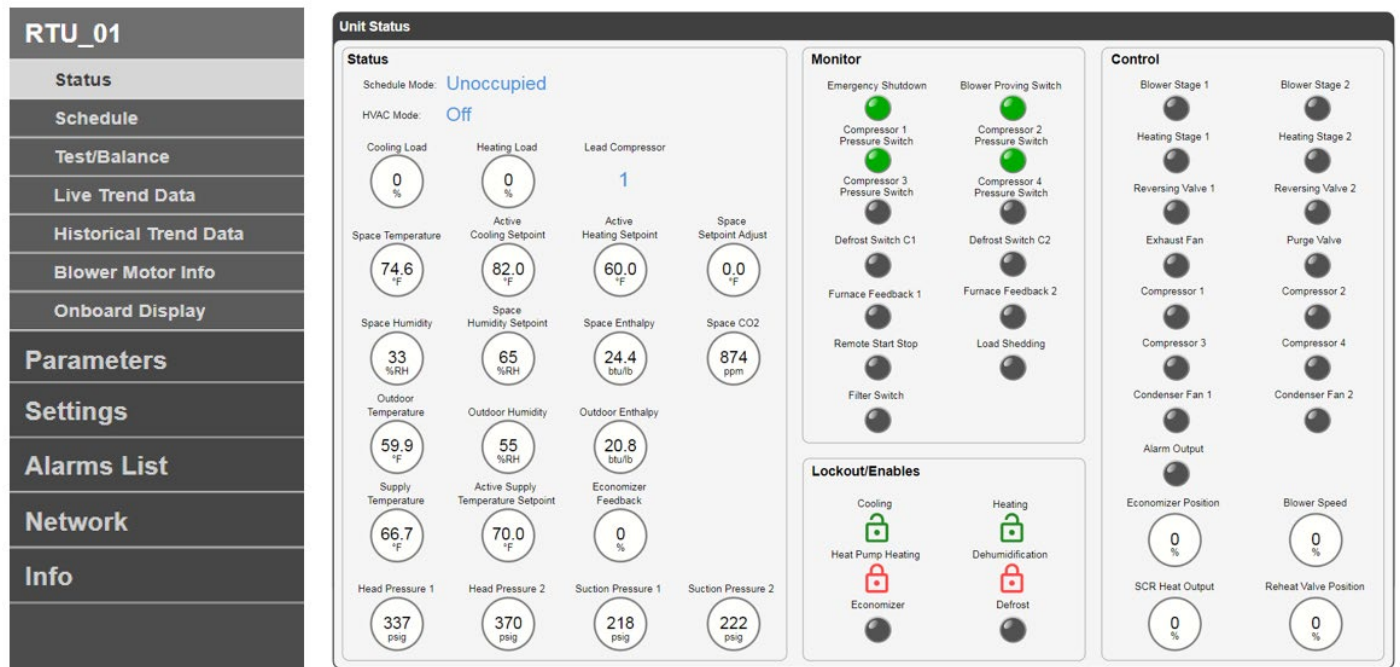 RTU_01
Status
Schedule
Test/Balance
Live Trend Data
Historical Trend Data
Blower Motor Info
Onboard Display
Parameters
Settings
Alarms List
Network
Info
Unit Status
Status
Schedule Mode: Unoccupied
HVAC Mode: Off
Cooling Load
0
%
Heating Load
0
%
Lead Compressor
1
Space Temperature
74.6
°F
Active
Cooling Setpoint
82.0
°F
Active
Heating Setpoint
60.0
°F
Space
Setpoint Adjust
0.0
°F
Space Humidity
33
%RH
Space
Humidity Setpoint
65
%RH
Space Enthalpy
24.4
btu/lb
Space CO2
874
ppm
Outdoor
Temperature
59.9
°F
Outdoor Humidity
55
%RH
Outdoor Enthalpy
20.8
btu/lb
Supply
Temperature
66.7
°F
Active Supply
Temperature Setpoint
70.0
°F
Economizer
Feedback
0
%
Head Pressure 1
337
psig
Head Pressure 2
370
psig
Suction Pressure 1
218
psig
Suction Pressure 2
222
psig
Monitor
Emergency Shutdown
Blower Proving Switch
Compressor 1
Pressure Switch
Compressor 2
Pressure Switch
Compressor 3
Pressure Switch
Compressor 4
Pressure Switch
Defrost Switch C1
Defrost Switch C2
Furnace Feedback 1
Furnace Feedback 2
Remote Start Stop
Load Shedding
Filter Switch
Lockout/Enables
Cooling
Heating
Heat Pump Heating
Dehumidification
Economizer
Defrost
Control
Blower Stage 1
Blower Stage 2
Heating Stage 1
Heating Stage 2
Reversing Valve 1
Reversing Valve 2
Exhaust Fan
Purge Valve
Compressor 1
Compressor 2
Compressor 3
Compressor 4
Condenser Fan 1
Condenser Fan 2
Alarm Output
Economizer Position
0
%
Blower Speed
0
%
SCR Heat Output
0
%
Reheat Valve Position
0
%